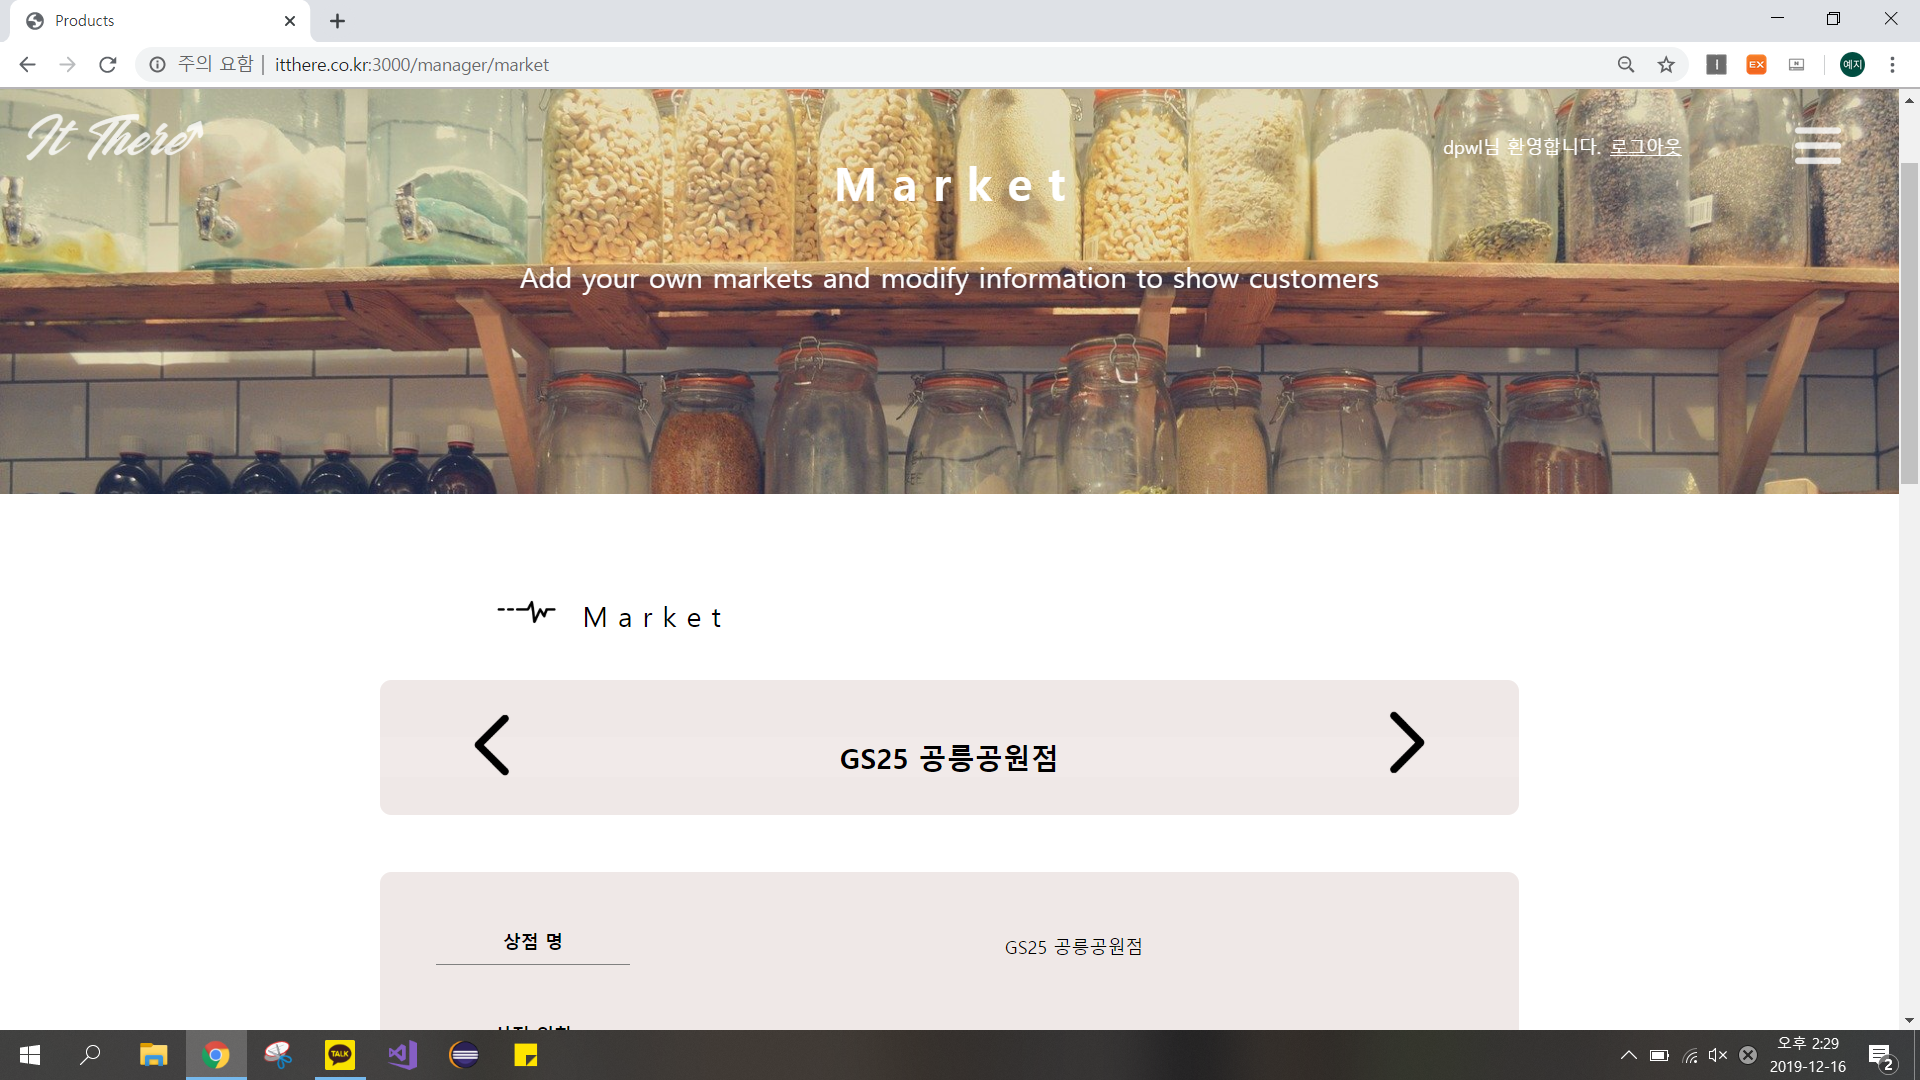 Products
주의 요함 | itthere.co.kr:3000/manager/market
EX
예지
It There
dpwl님 환영합니다. 로그아웃
Market
Add your own markets and modify information to show customers
Market
GS25 공릉공원점
상점 명
GS25 공릉공원점
TALK
오후 2:29
2019-12-16
2